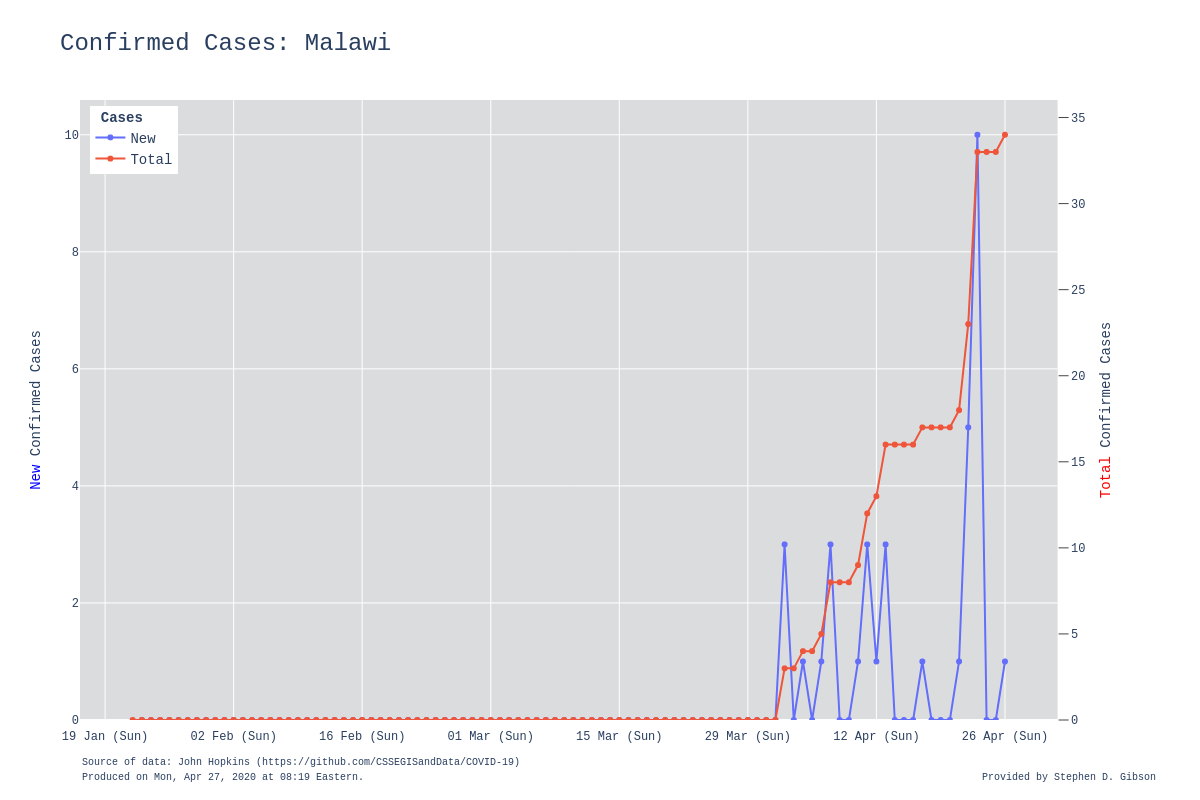 Confirmed Cases: Malawi
Cases
New
Total
10
8
6
4
2
0
35
30
25
20
15
10
5
0
New Confirmed Cases
Total Confirmed Cases
19 Jan (Sun) 02 Feb (Sun) 16 Feb (Sun) 01 Mar (Sun) 15 Mar (Sun) 29 Mar (Sun) 12 Apr (Sun) 26 Apr (Sun)
Source of data: John Hopkins (https://github.com/CSSEGISandData/COVID-19)
Produced on Mon, Apr 27, 2020 at 08:19 Eastern.
Provided by Stephen D. Gibson